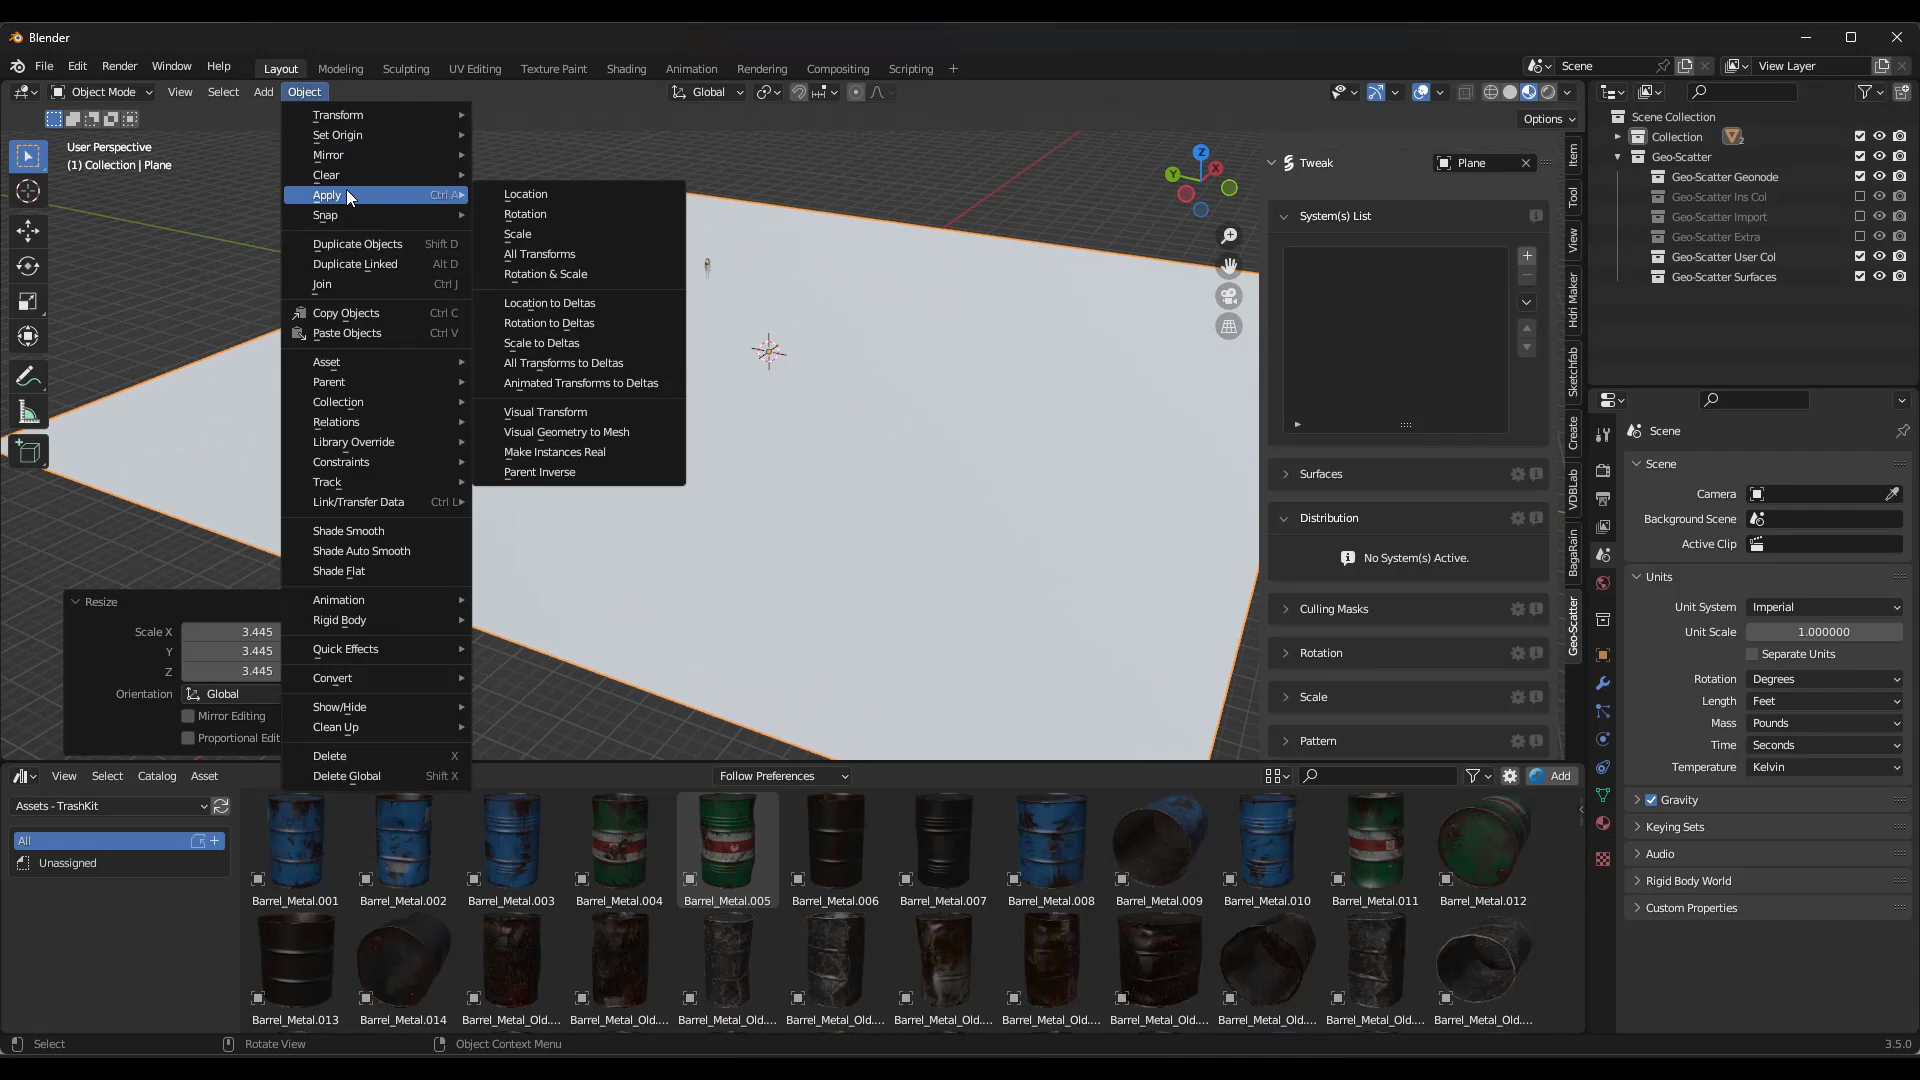 Blender
File Edit Render Window Help Layout Modeling Sculpting UV Editing Texture Paint Shading Animation Rendering Compositing Scripting + Scene View Layer
Object Mode View Select Add Object Global
Options
User Perspective
(1) Collection | Plane
Transform
Set Origin
Mirror
Clear
Apply Ctrl A
Snap
Duplicate Objects Shift D
Duplicate Linked Alt D
Join Ctrl J
Copy Objects Ctrl C
Paste Objects Ctrl V
Asset
Parent
Collection
Relations
Library Override
Constraints
Track
Link/Transfer Data Ctrl L
Shade Smooth
Shade Auto Smooth
Shade Flat
Animation
Rigid Body
Quick Effects
Convert
Show/Hide
Clean Up
Delete X
Delete Global Shift X
Location
Rotation
Scale
All Transforms
Rotation & Scale
Location to Deltas
Rotation to Deltas
Scale to Deltas
All Transforms to Deltas
Animated Transforms to Deltas
Visual Transform
Visual Geometry to Mesh
Make Instances Real
Parent Inverse
Resize
Scale X 3.445
Y 3.445
Z 3.445
Orientation Global
Mirror Editing
Proportional Edit
Z
X
Y
Tweak Plane
System(s) List
Surfaces
Distribution
No System(s) Active.
Culling Masks
Rotation
Scale
Pattern
Item
Tool
View
Hdri Maker
Sketchfab
Create
VDBLab
BagaRain
Geo-Scatter
Scene Collection
Collection 2
Geo-Scatter
Geo-Scatter Geonode
Geo-Scatter Ins Col
Geo-Scatter Import
Geo-Scatter Extra
Geo-Scatter User Col
Geo-Scatter Surfaces
Scene
Scene
Camera
Background Scene
Active Clip
Units
Unit System Imperial
Unit Scale 1.000000
Separate Units
Rotation Degrees
Length Feet
Mass Pounds
Time Seconds
Temperature Kelvin
Gravity
Keying Sets
Audio
Rigid Body World
Custom Properties
View Select Catalog Asset Follow Preferences Add
Assets - TrashKit
All
Unassigned
Barrel_Metal.001 Barrel_Metal.002 Barrel_Metal.003 Barrel_Metal.004 Barrel_Metal.005 Barrel_Metal.006 Barrel_Metal.007 Barrel_Metal.008 Barrel_Metal.009 Barrel_Metal.010 Barrel_Metal.011 Barrel_Metal.012
Barrel_Metal.013 Barrel_Metal.014 Barrel_Metal_Old.... Barrel_Metal_Old.... Barrel_Metal_Old.... Barrel_Metal_Old.... Barrel_Metal_Old.... Barrel_Metal_Old.... Barrel_Metal_Old.... Barrel_Metal_Old.... Barrel_Metal_Old.... Barrel_Metal_Old....
Select Rotate View Object Context Menu 3.5.0